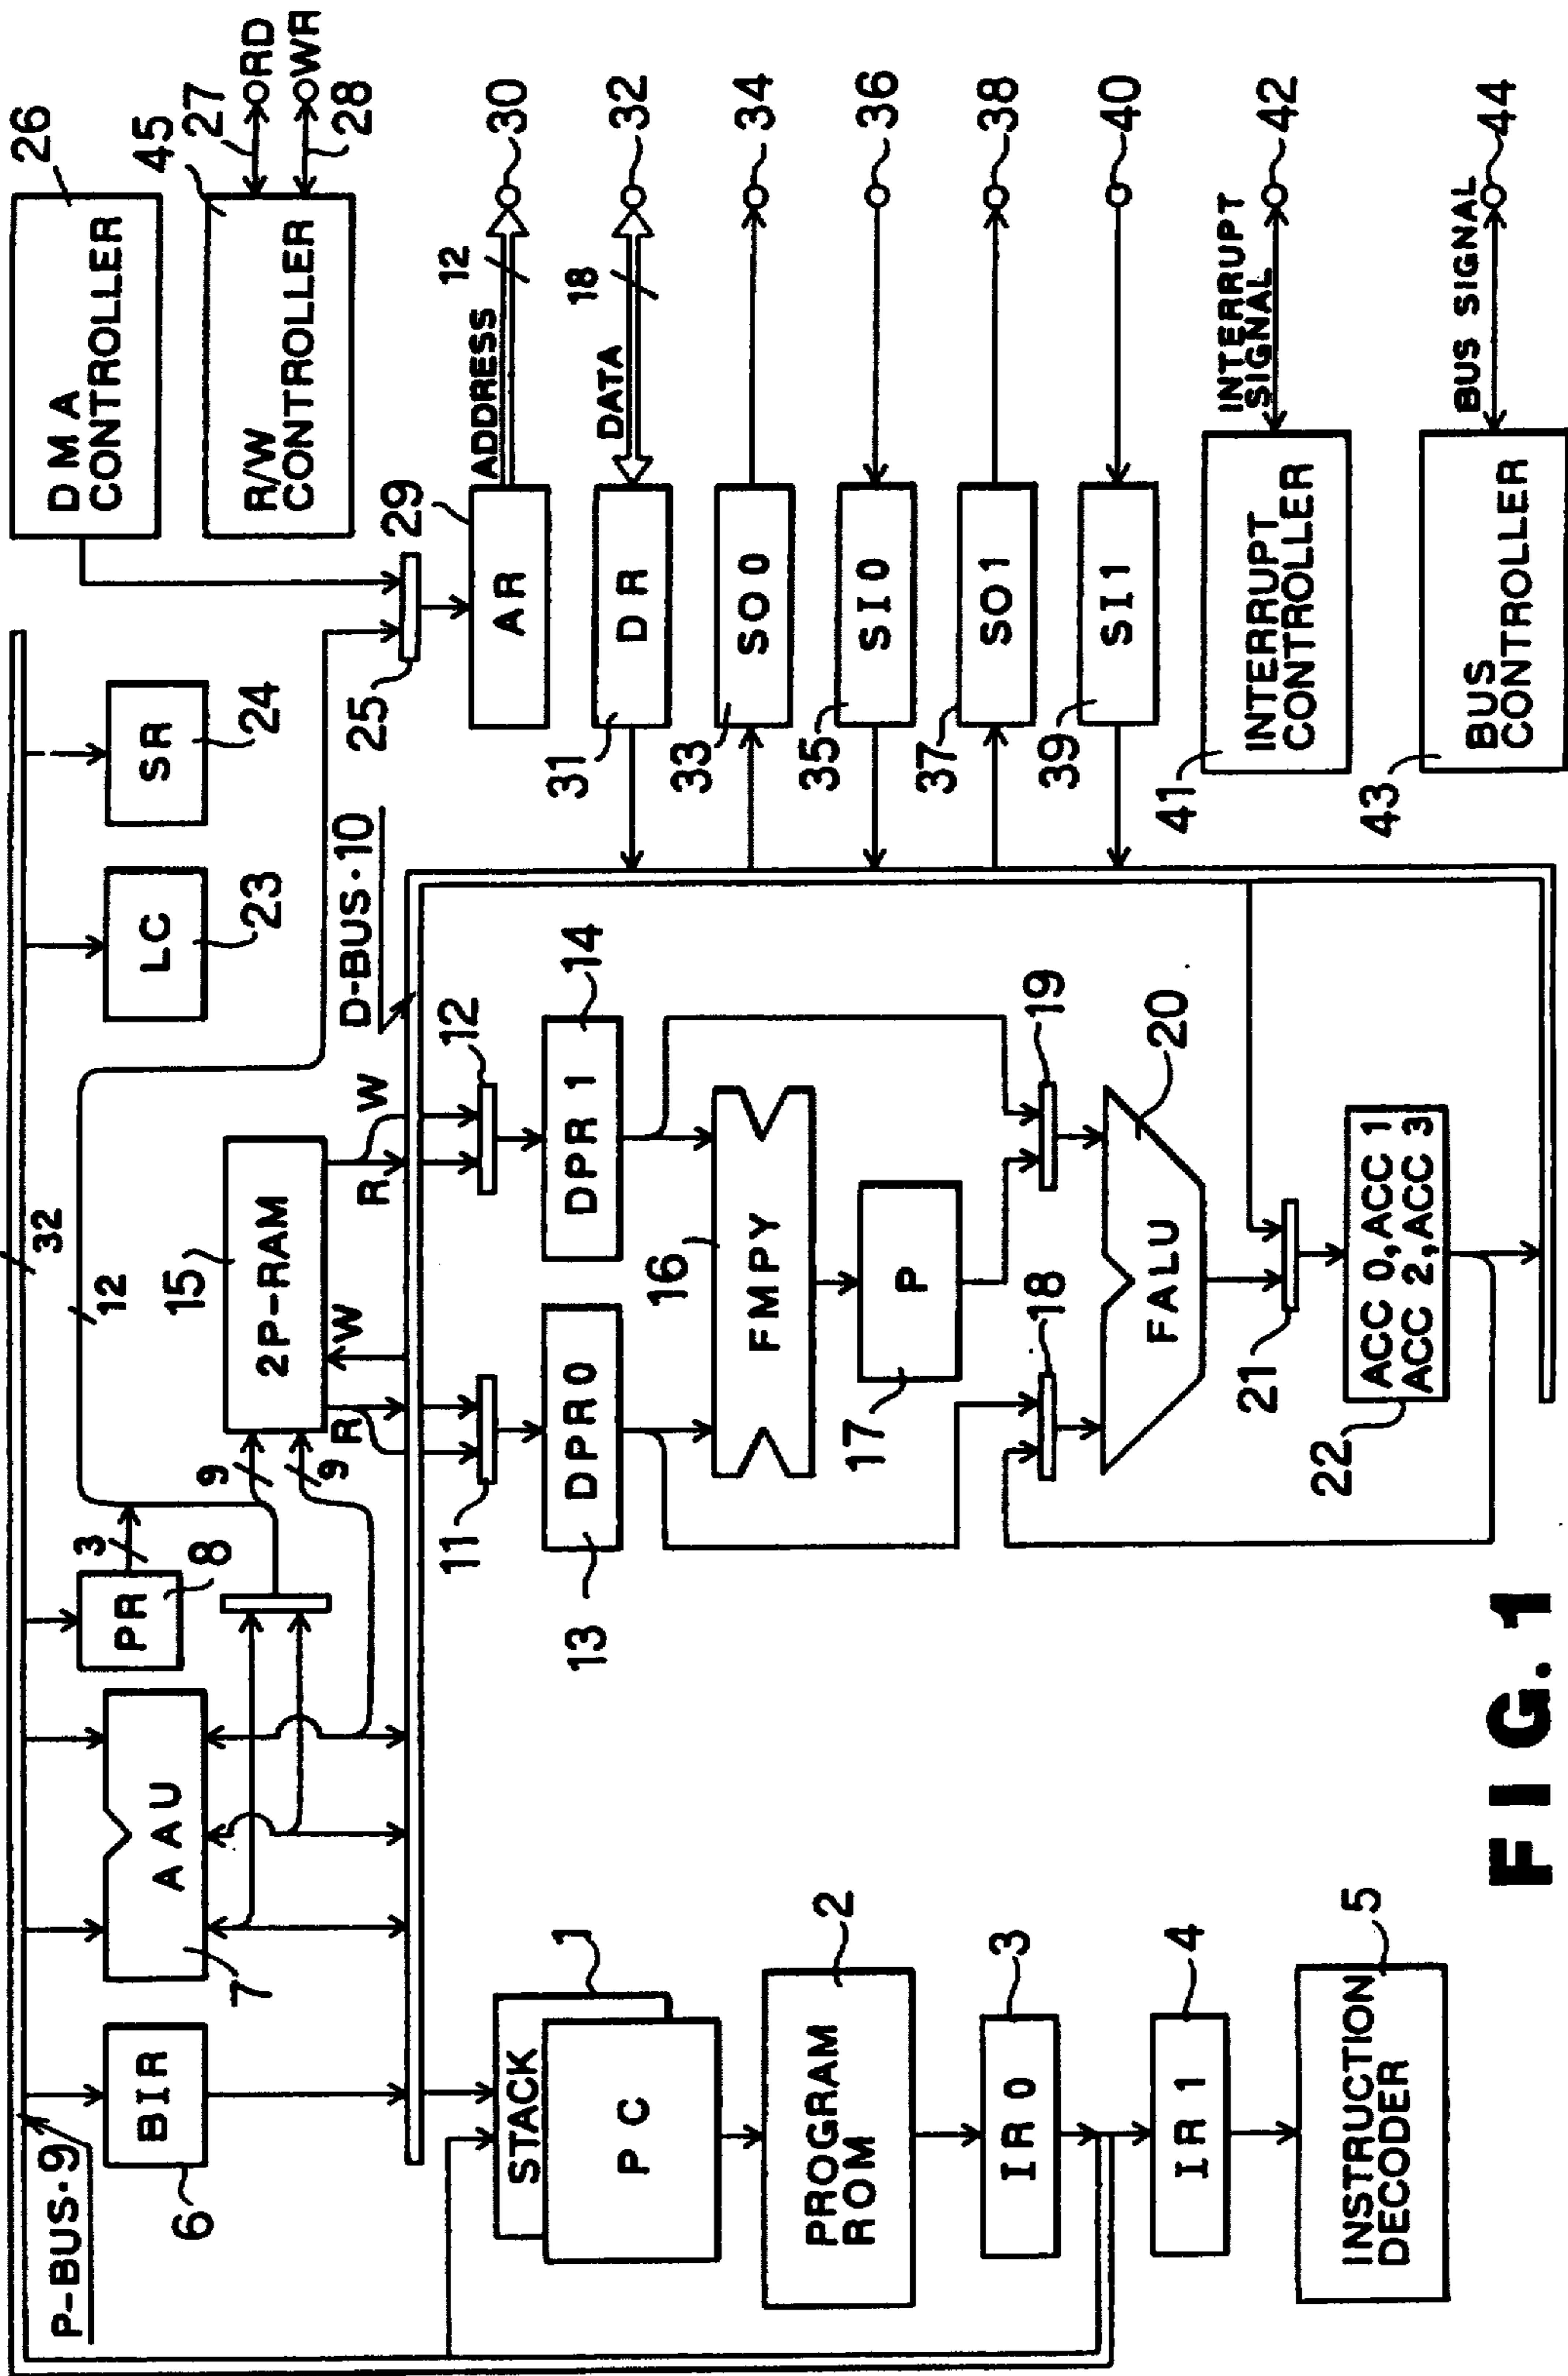 P-BUS·9
32
BIR
6
AAU
7
PR
8
3
12
9
9
15
2P-RAM
R
W
R
W
LC
23
SR
24
D-BUS·10
25
DMA
CONTROLLER
26
R/W
CONTROLLER
45
27
RD
WR
28
29
AR
ADDRESS
12
30
DR
31
DATA
18
32
SO0
33
34
SI0
35
36
SO1
37
38
SI1
39
40
INTERRUPT
CONTROLLER
41
INTERRUPT
SIGNAL
42
BUS
CONTROLLER
43
BUS SIGNAL
44
STACK
PC
1
PROGRAM
ROM
2
IR0
3
IR1
4
INSTRUCTION
DECODER
5
11
12
DPR0
13
DPR1
14
FMPY
16
P
17
18
19
FALU
20
21
ACC 0,ACC 1
ACC 2,ACC 3
22
FIG. 1